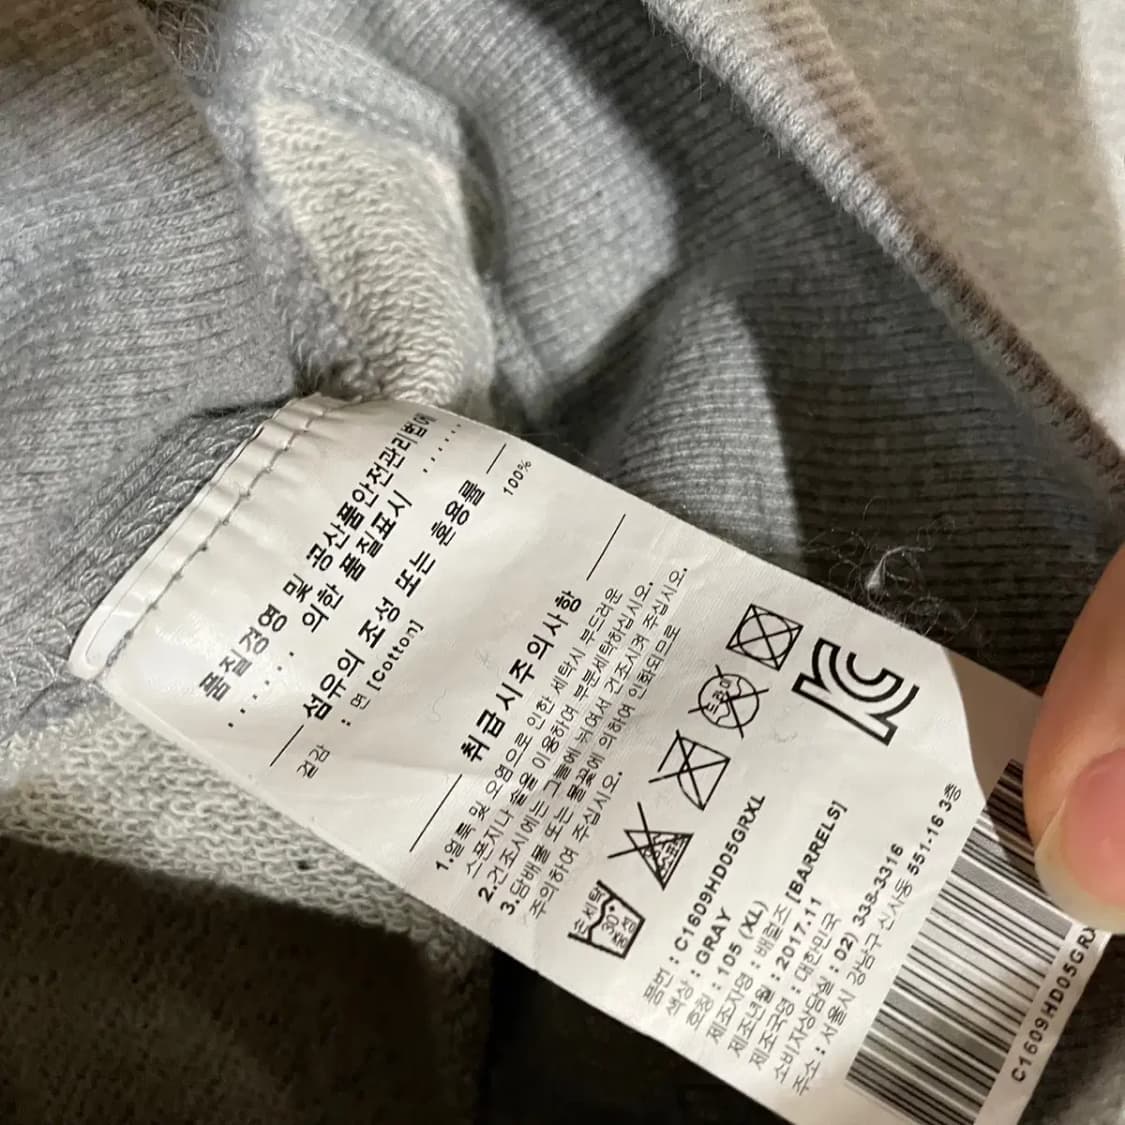 품질경영 및 공산품안전관리법에
의한 품질표시
섬유의 조성 또는 혼용률
겉감 : 면 [Cotton] 100%
취급시주의사항
1.얼룩 및 오염으로 인한 세탁시 부드러운
스폰지나 솔을 이용하여 부분세탁하십시오.
2.건조시에는 그늘에 뉘여서 건조시켜 주십시오.
3.담배불 또는 불꽃에 의하여 인화되므로
주의하여 주십시오.
손세탁
30°
중성
드라이
품번 : C1609HD05GRXL
색상 : GRAY
호칭 : 105 (XL)
제조자명 : 배럴즈 [BARRELS]
제조년월 : 2017.11
제조국명 : 대한민국
소비자상담실 : 02) 338-3316
주소 : 서울시 강남구 신사동 551-16 3층
C1609HD05GRX